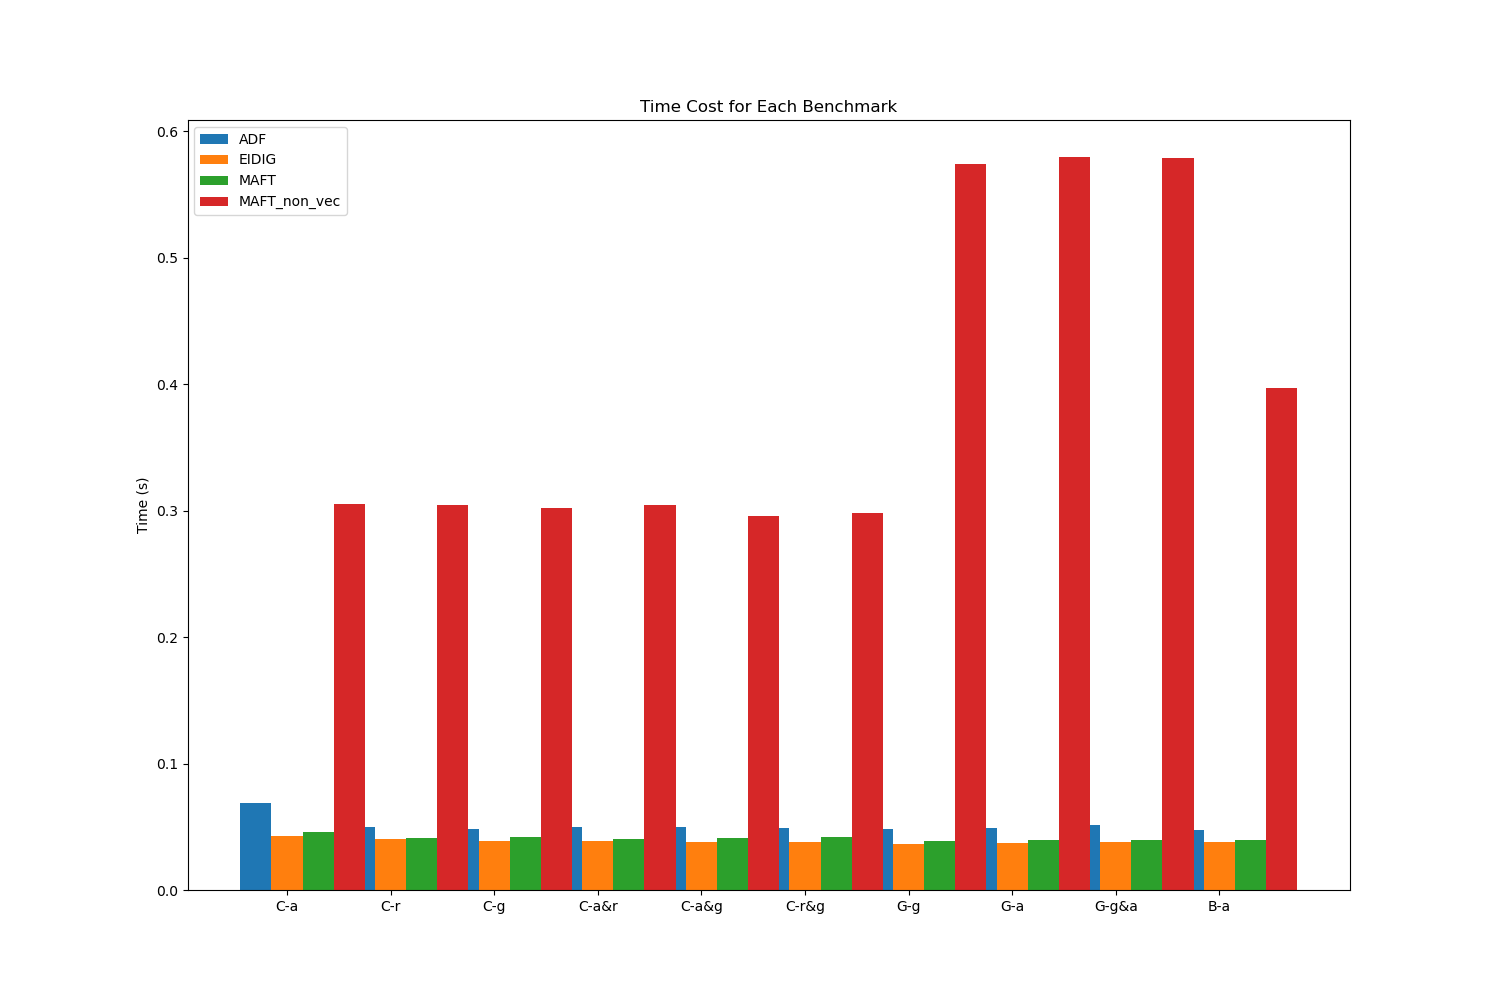 Time Cost for Each Benchmark
ADF
EIDIG
MAFT
MAFT_non_vec
Time (s)
0.6
0.5
0.4
0.3
0.2
0.1
0.0
C-a C-r C-g C-a&r C-a&g C-r&g G-g G-a G-g&a B-a